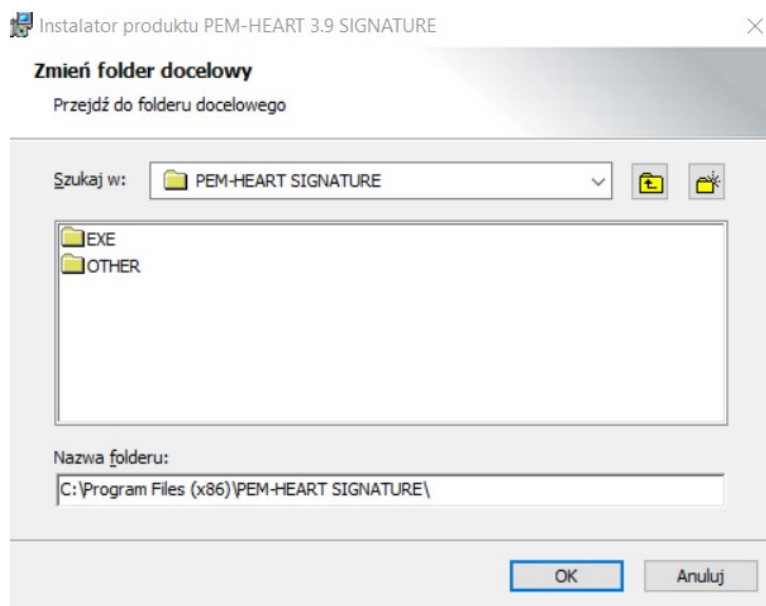 Instalator produktu PEM-HEART 3.9 SIGNATURE
Zmień folder docelowy
Przejdź do folderu docelowego
Szukaj w:
PEM-HEART SIGNATURE
EXE
OTHER
Nazwa folderu:
C:\Program Files (x86)\PEM-HEART SIGNATURE\
OK Anuluj